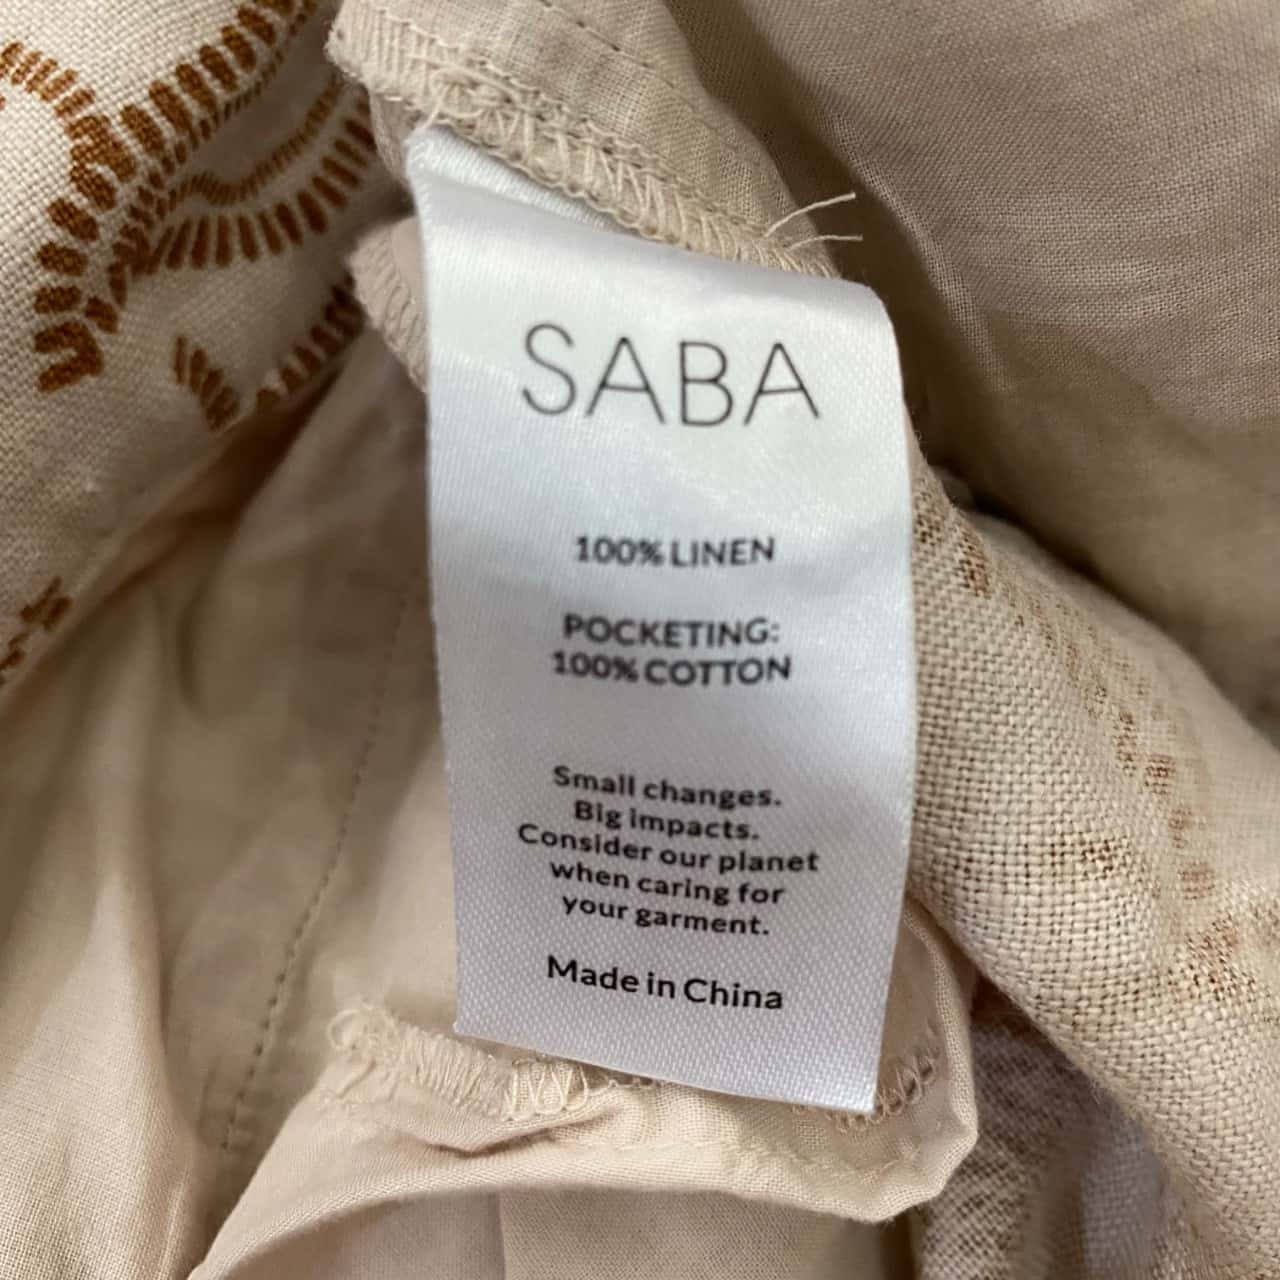 SABA
100% LINEN
POCKETING:
100% COTTON
Small changes.
Big impacts.
Consider our planet
when caring for
your garment.
Made in China